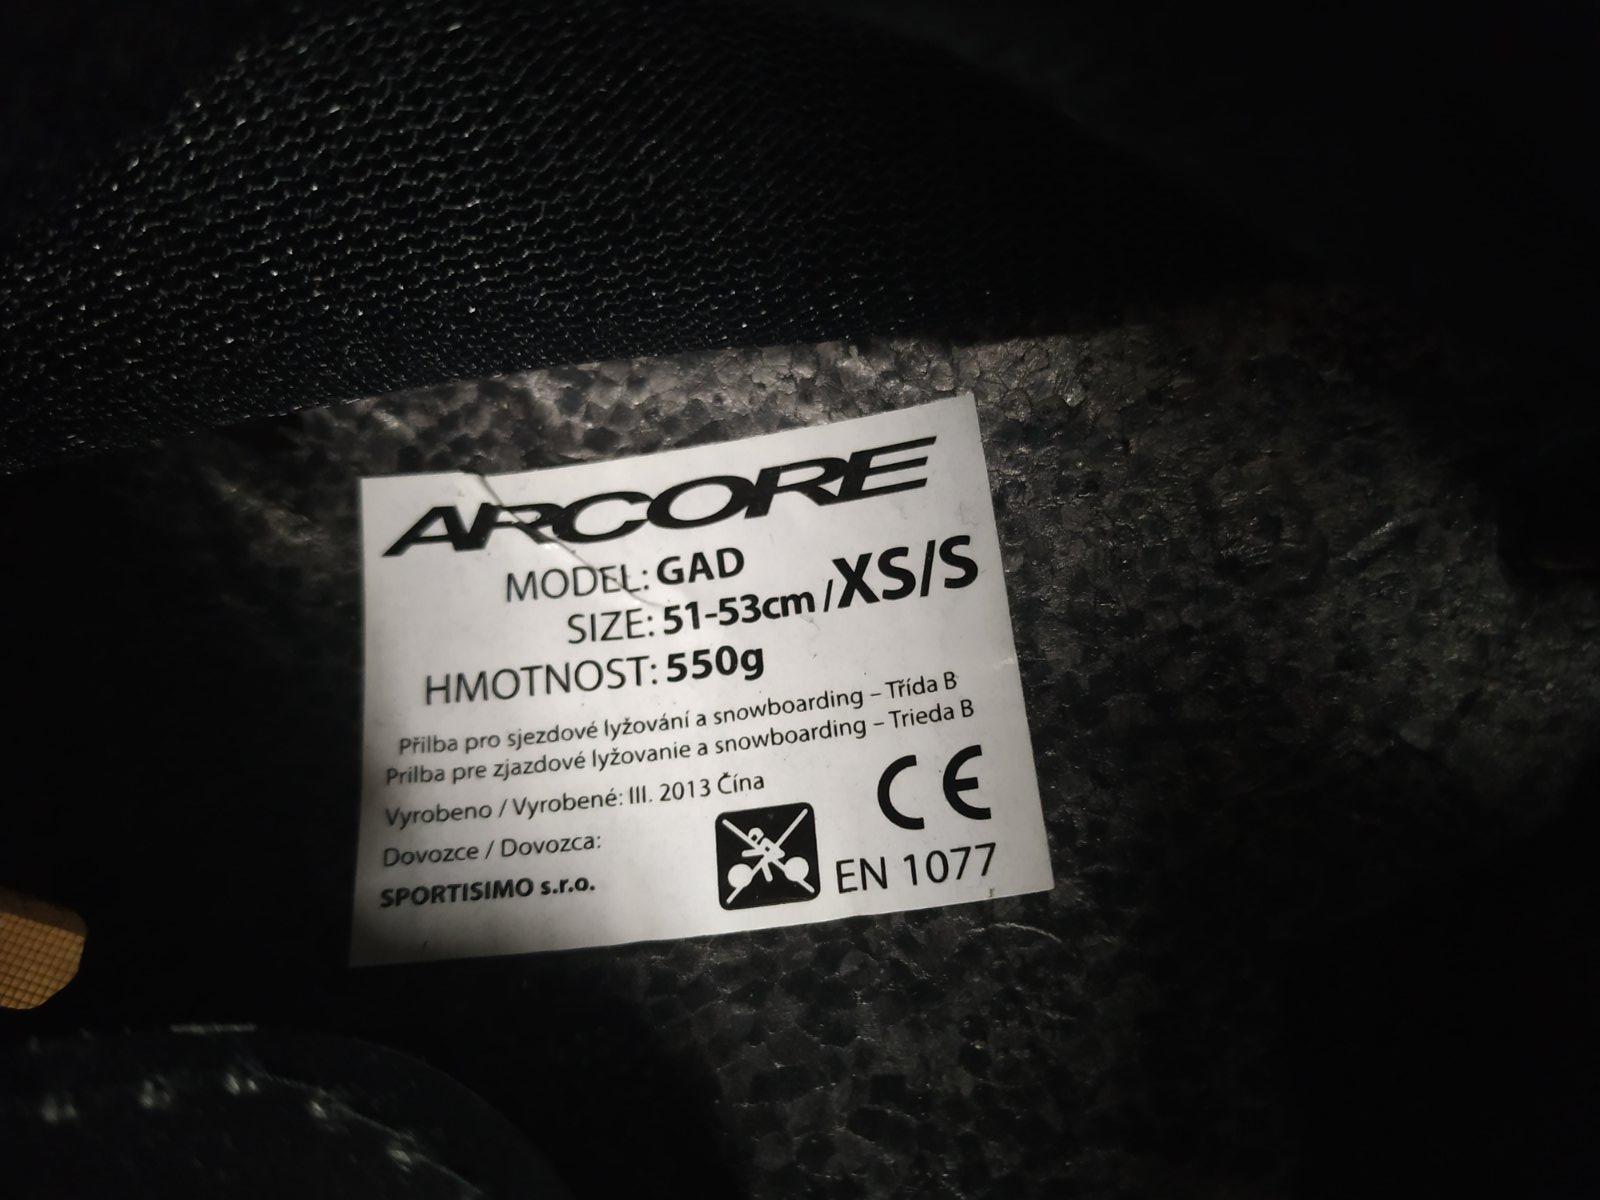 ARCORE
MODEL: GAD
SIZE: 51-53cm/XS/S
HMOTNOST: 550g
Přilba pro sjezdové lyžování a snowboarding – Třída B
Prilba pre zjazdové lyžovanie a snowboarding – Trieda B
Vyrobeno / Vyrobené: III. 2013 Čína
Dovozce / Dovozca:
SPORTISIMO s.r.o.
CE
EN 1077